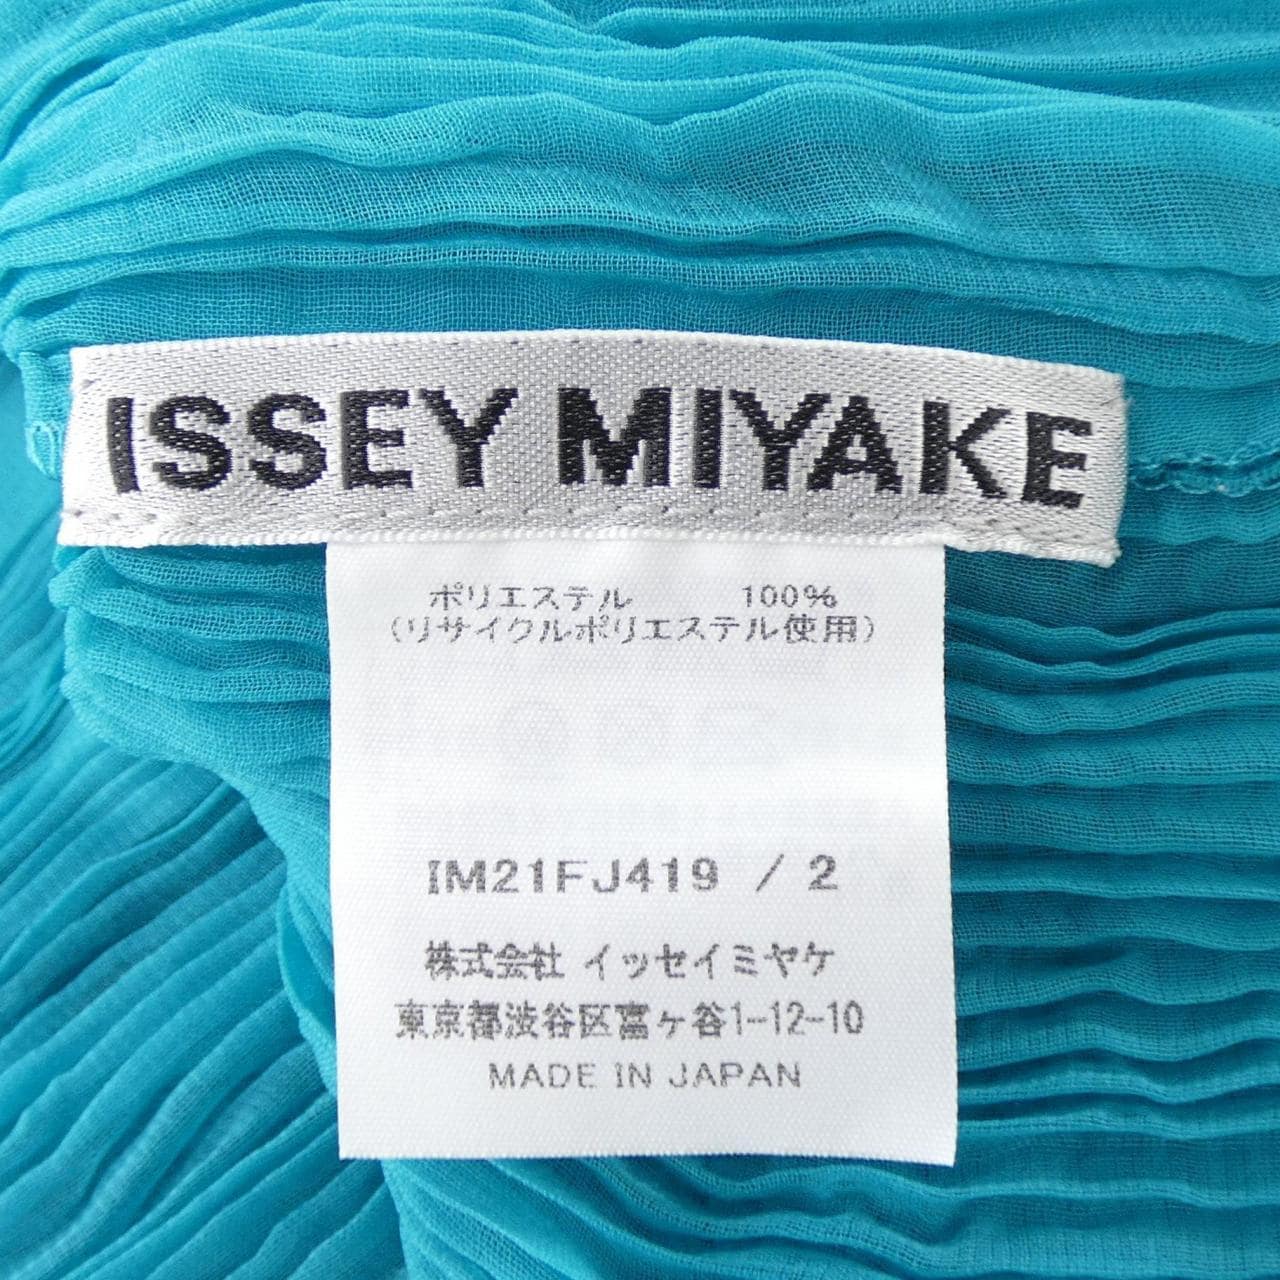 ISSEY MIYAKE
ポリエステル 100%
(リサイクルポリエステル使用)
IM21FJ419 / 2
株式会社 イッセイミヤケ
東京都渋谷区富ヶ谷1-12-10
MADE IN JAPAN